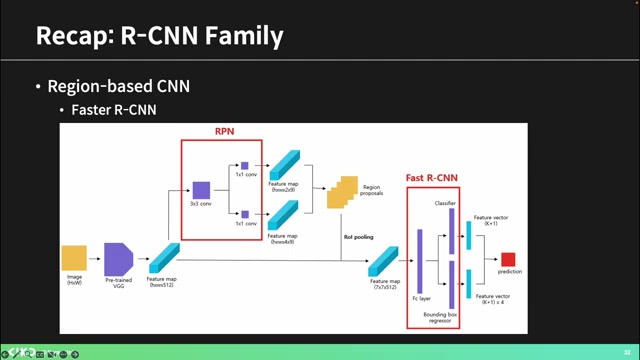 Recap: R-CNN Family
• Region-based CNN
• Faster R-CNN
RPN
3x3 conv
1x1 conv
1x1 conv
Feature map
(hxwx2x9)
Feature map
(hxwx4x9)
Region
proposals
RoI pooling
Fast R-CNN
Classifier
Fc layer
Bounding box
regressor
Feature vector
(K+1)
Feature vector
(K+1) x 4
prediction
Image
(HxW)
Pre-trained
VGG
Feature map
(hxwx512)
Feature map
(7x7x512)
32